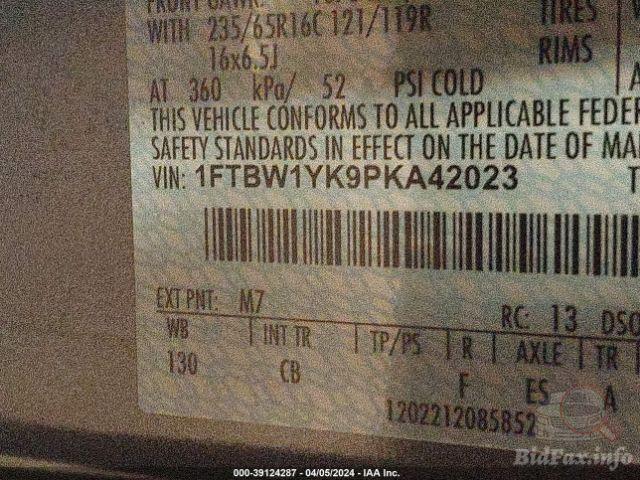 FRONT GAWR:
WITH 235/65R16C 121/119R TIRES
16x6.5J RIMS
AT 360 kPa/ 52 PSI COLD A
THIS VEHICLE CONFORMS TO ALL APPLICABLE FEDER
SAFETY STANDARDS IN EFFECT ON THE DATE OF MA
VIN: 1FTBW1YK9PKA42023 T
EXT PNT: M7 RC: 13 DSO
WB INT TR TP/PS R AXLE TR
130 CB F ES A
1202212085852
BidFax.info
000-39124287 - 04/05/2024 - IAA Inc.